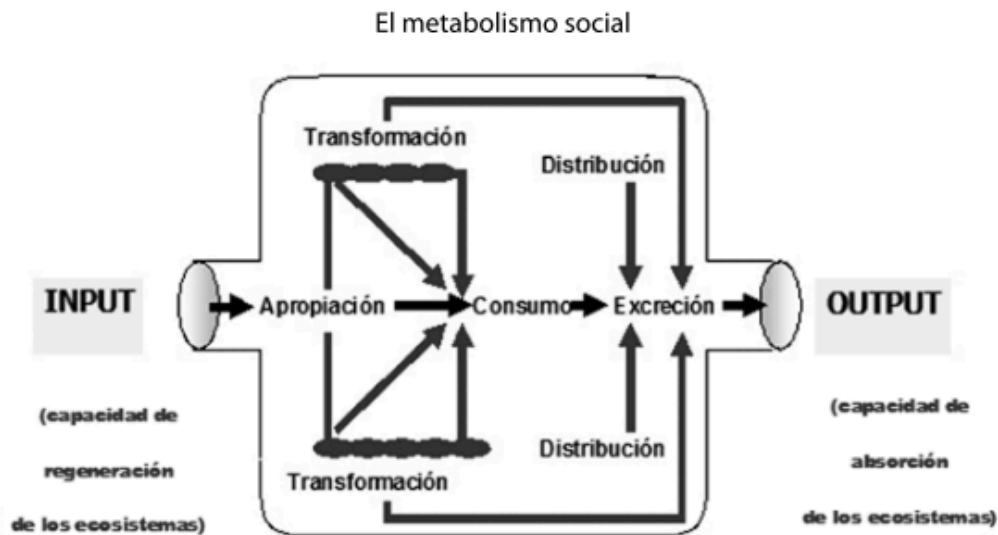 El metabolismo social
Transformación
Distribución
INPUT
Apropiación
Consumo
Excreción
OUTPUT
(capacidad de
regeneración
de los ecosistemas)
Transformación
Distribución
(capacidad de
absorción
de los ecosistemas)